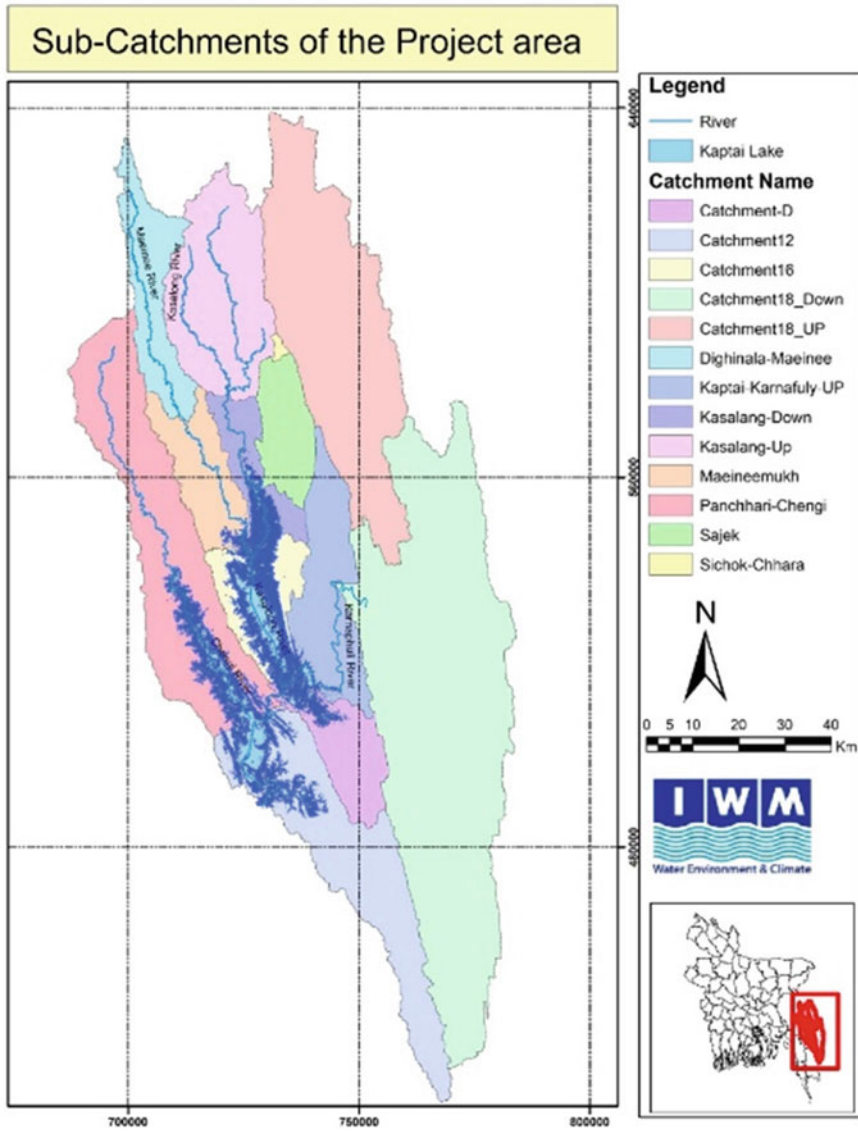 Sub-Catchments of the Project area
Legend
River
Kaptai Lake
Catchment Name
Catchment-D
Catchment12
Catchment16
Catchment18_Down
Catchment18_UP
Dighinala-Maeinee
Kaptai-Karnafuly-UP
Kasalang-Down
Kasalang-Up
Maeineemukh
Panchhari-Chengi
Sajek
Sichok-Chhara
N
0 5 10 20 30 40
Km
IWM
Water Environment & Climate
640000
560000
480000
700000 750000 800000
Maeinee River
Kasalong River
Karnaphuli River